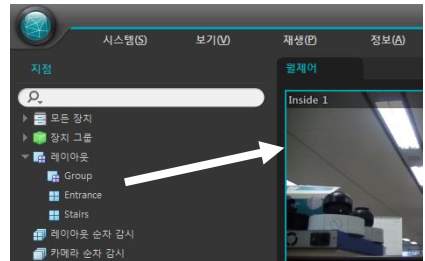 시스템(S) 보기(V) 재생(P) 정보(A)
지점 월제어
Inside 1
모든 장치
장치 그룹
레이아웃
Group
Entrance
Stairs
레이아웃 순차 감시
카메라 순차 감시